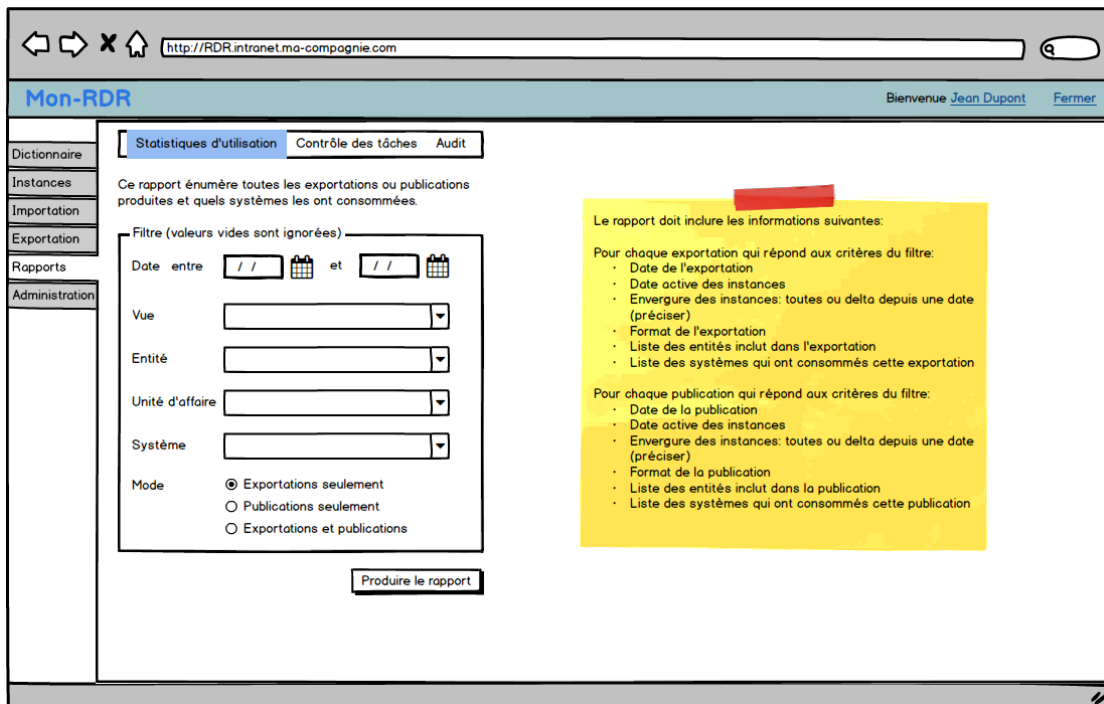 http://RDR.intranet.ma-compagnie.com
Mon-RDR
Bienvenue Jean Dupont Fermer
Dictionnaire
Instances
Importation
Exportation
Rapports
Administration
Statistiques d'utilisation Contrôle des tâches Audit
Ce rapport énumère toutes les exportations ou publications
produites et quels systèmes les ont consommées.
Filtre (valeurs vides sont ignorées)
Date entre / / et / /
Vue
Entité
Unité d'affaire
Système
Mode
Exportations seulement
Publications seulement
Exportations et publications
Produire le rapport
Le rapport doit inclure les informations suivantes:
Pour chaque exportation qui répond aux critères du filtre:
· Date de l'exportation
· Date active des instances
· Envergure des instances: toutes ou delta depuis une date
(préciser)
· Format de l'exportation
· Liste des entités inclut dans l'exportation
· Liste des systèmes qui ont consommés cette exportation
Pour chaque publication qui répond aux critères du filtre:
· Date de la publication
· Date active des instances
· Envergure des instances: toutes ou delta depuis une date
(préciser)
· Format de la publication
· Liste des entités inclut dans la publication
· Liste des systèmes qui ont consommés cette publication